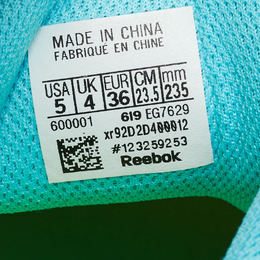 MADE IN CHINA
FABRIQUÉ EN CHINE
USA UK EUR CM mm
5 4 36 23.5 235
600001 619 EG7629
xr92D2D400012
#123259253
Reebok